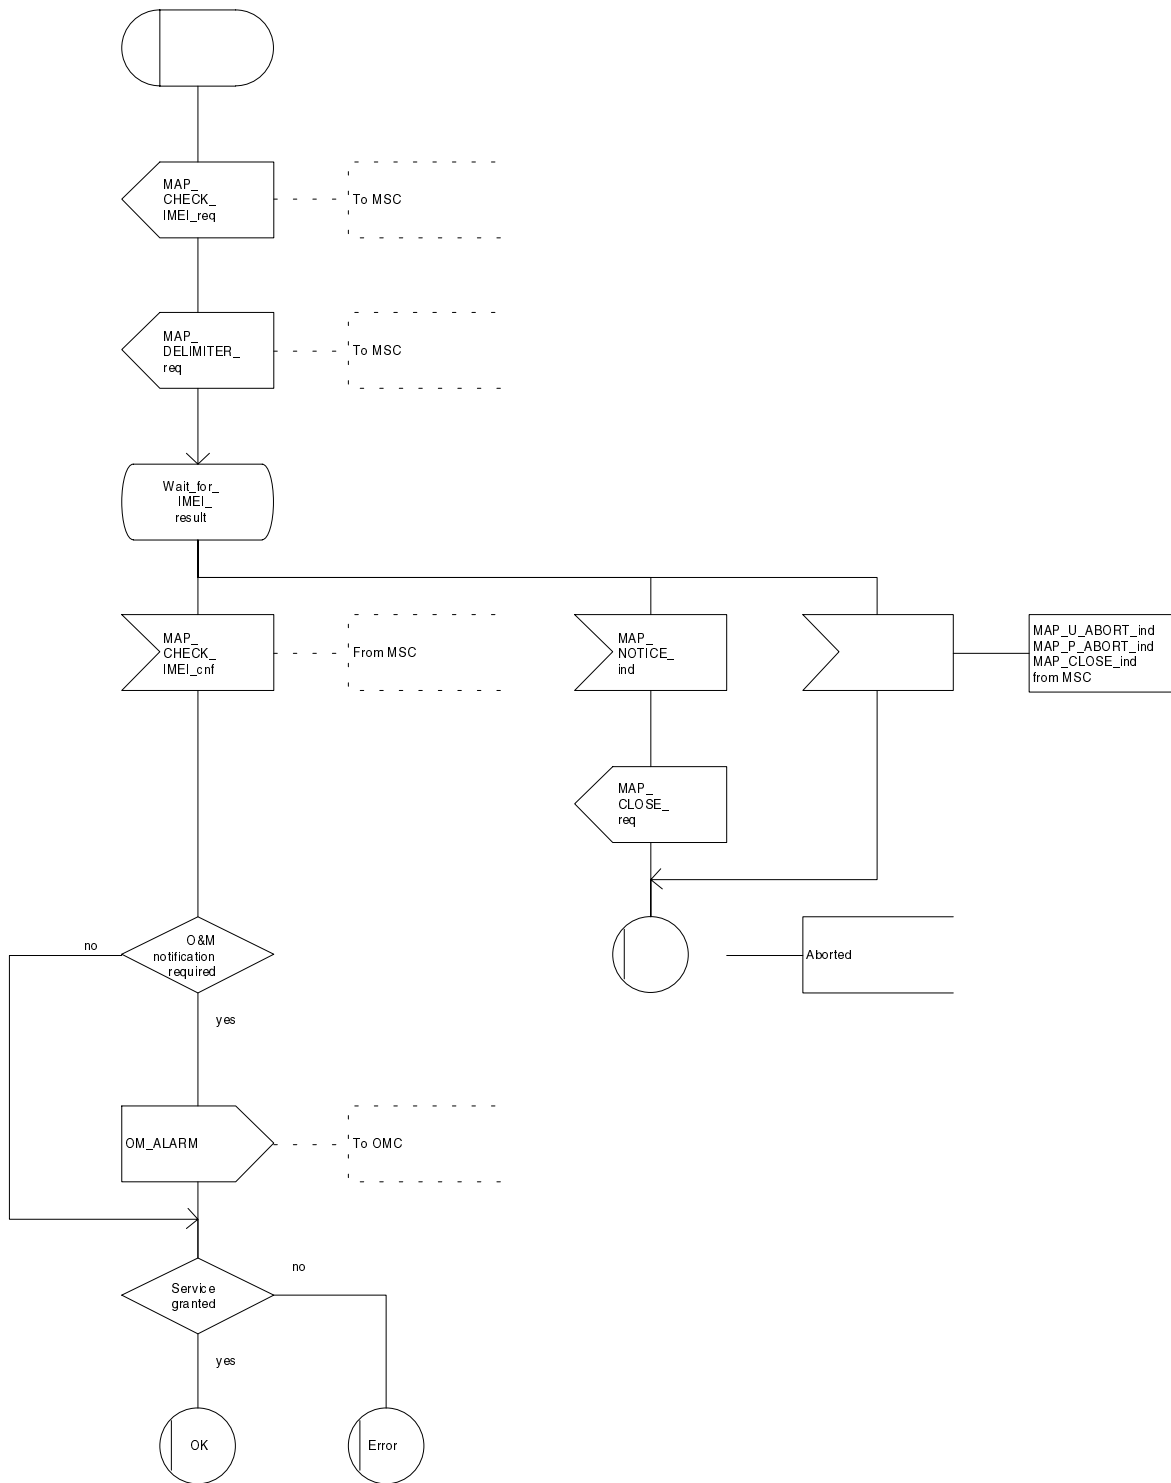 MAP_
CHECK_
IMEI_req
To MSC
MAP_
DELIMITER_
req
To MSC
Wait_for_
IMEI_
result
MAP_
CHECK_
IMEI_cnf
From MSC
MAP_
NOTICE_
ind
MAP_U_ABORT_ind
MAP_P_ABORT_ind
MAP_CLOSE_ind
from MSC
MAP_
CLOSE_
req
no
O&M
notification
required
Aborted
yes
OM_ALARM
To OMC
no
Service
granted
yes
OK
Error